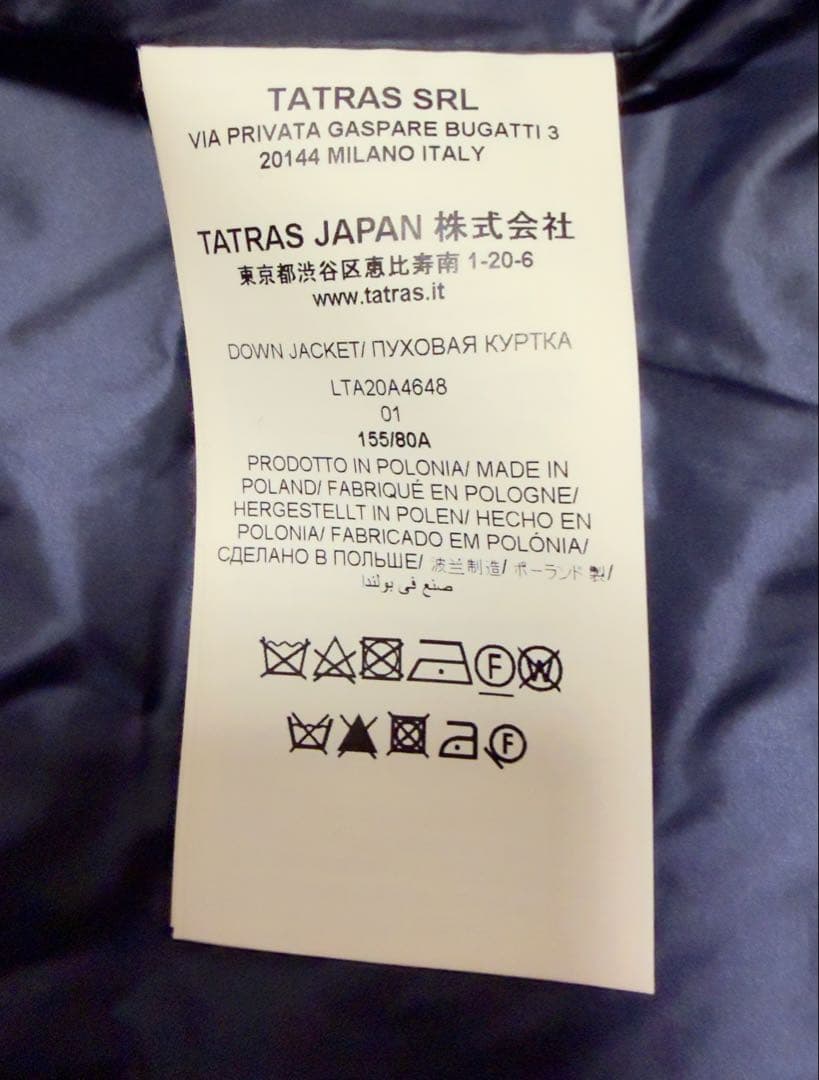 TATRAS SRL
VIA PRIVATA GASPARE BUGATTI 3
20144 MILANO ITALY
TATRAS JAPAN 株式会社
東京都渋谷区恵比寿南 1-20-6
www.tatras.it
DOWN JACKET/ ПУХОВАЯ КУРТКА
LTA20A4648
01
155/80A
PRODOTTO IN POLONIA/ MADE IN
POLAND/ FABRIQUÉ EN POLOGNE/
HERGESTELLT IN POLEN/ HECHO EN
POLONIA/ FABRICADO EM POLÓNIA/
СДЕЛАНО В ПОЛЬШЕ/ 波兰制造/ ポーランド 製/
صنع في بولندا
F W
F